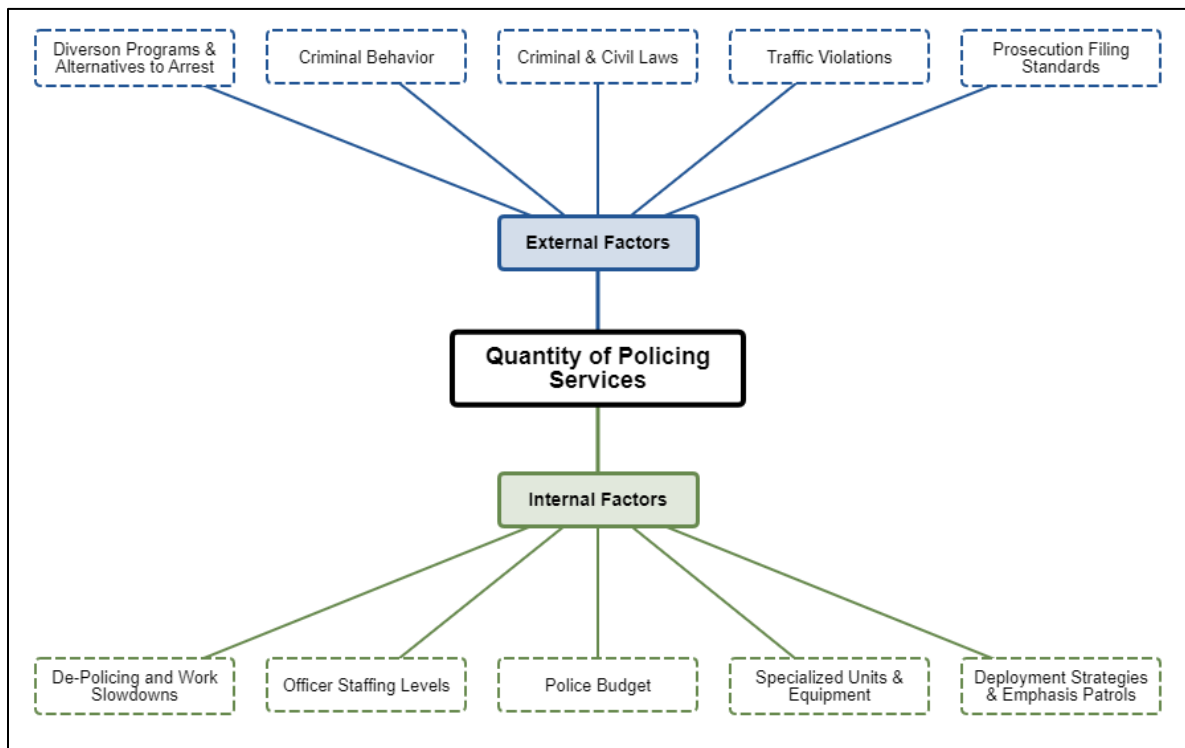 Diverson Programs &
Alternatives to Arrest
Criminal Behavior
Criminal & Civil Laws
Traffic Violations
Prosecution Filing
Standards
External Factors
Quantity of Policing
Services
Internal Factors
De-Policing and Work
Slowdowns
Officer Staffing Levels
Police Budget
Specialized Units &
Equipment
Deployment Strategies
& Emphasis Patrols